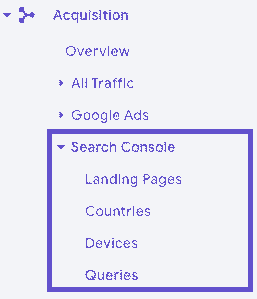 Acquisition
Overview
All Traffic
Google Ads
Search Console
Landing Pages
Countries
Devices
Queries